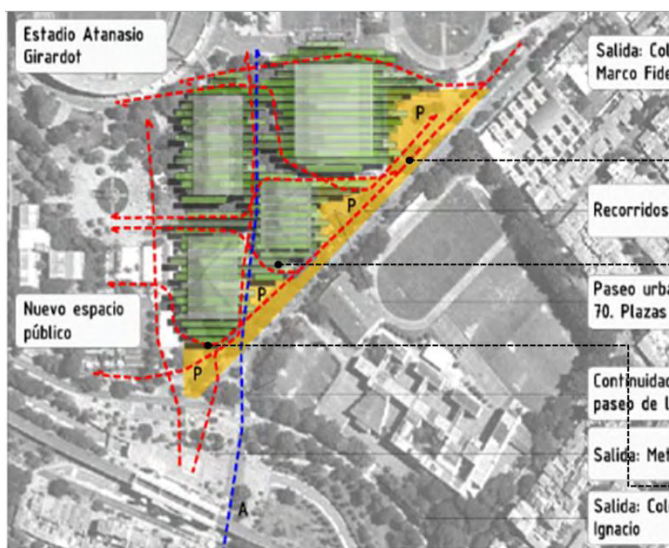 Estadio Atanasio
Girardot
Salida: Col
Marco Fide
P
Recorridos
P
Paseo urba
70. Plazas
P
Nuevo espacio
público
P
Continuidad
paseo de l
Salida: Met
A
Salida: Col
Ignacio